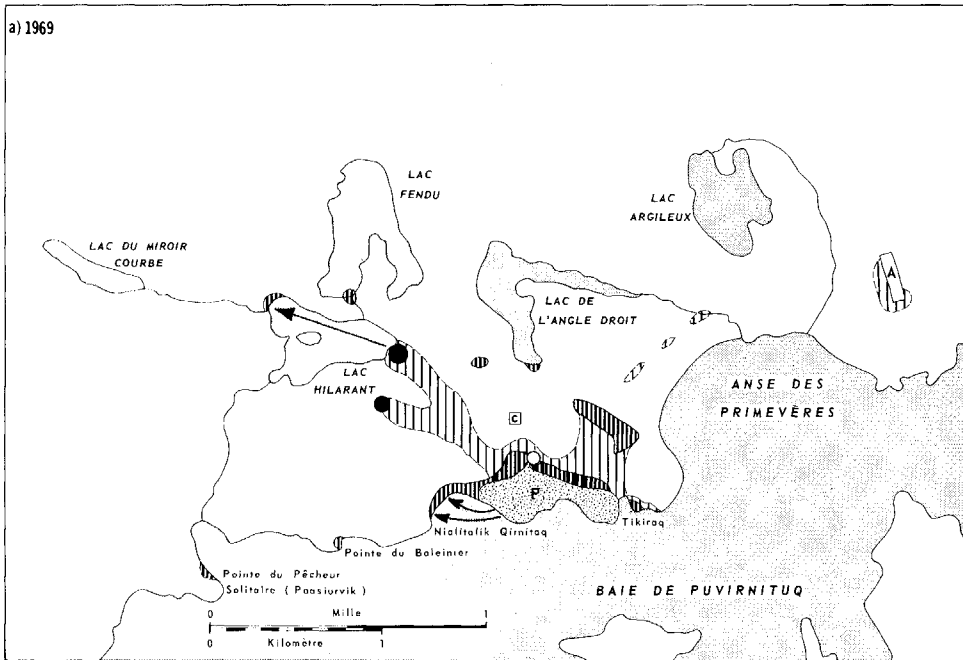 a) 1969
LAC
FENDU
LAC
ARGILEUX
LAC DU MIROIR
COURBE
A
LAC DE
L'ANGLE DROIT
LAC
HILARANT
ANSE DES
PRIMEVÈRES
C
P
Nialitalik Qirnitaq
Tikiraq
Pointe du Baleinier
Pointe du Pêcheur
Solitaire (Paasiurvik)
BAIE DE PUVIRNITUQ
0 Mille 1
0 Kilomètre 1